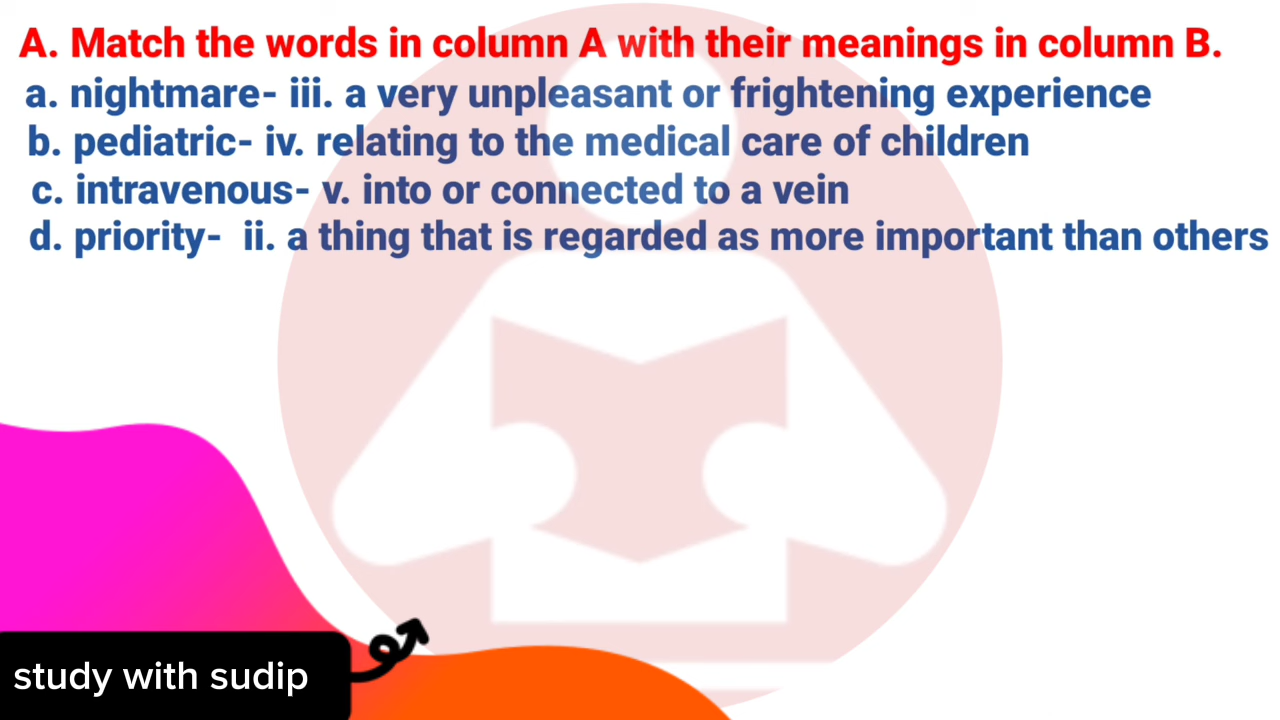 A. Match the words in column A with their meanings in column B.
a. nightmare- iii. a very unpleasant or frightening experience
b. pediatric- iv. relating to the medical care of children
c. intravenous- v. into or connected to a vein
d. priority- ii. a thing that is regarded as more important than others
study with sudip